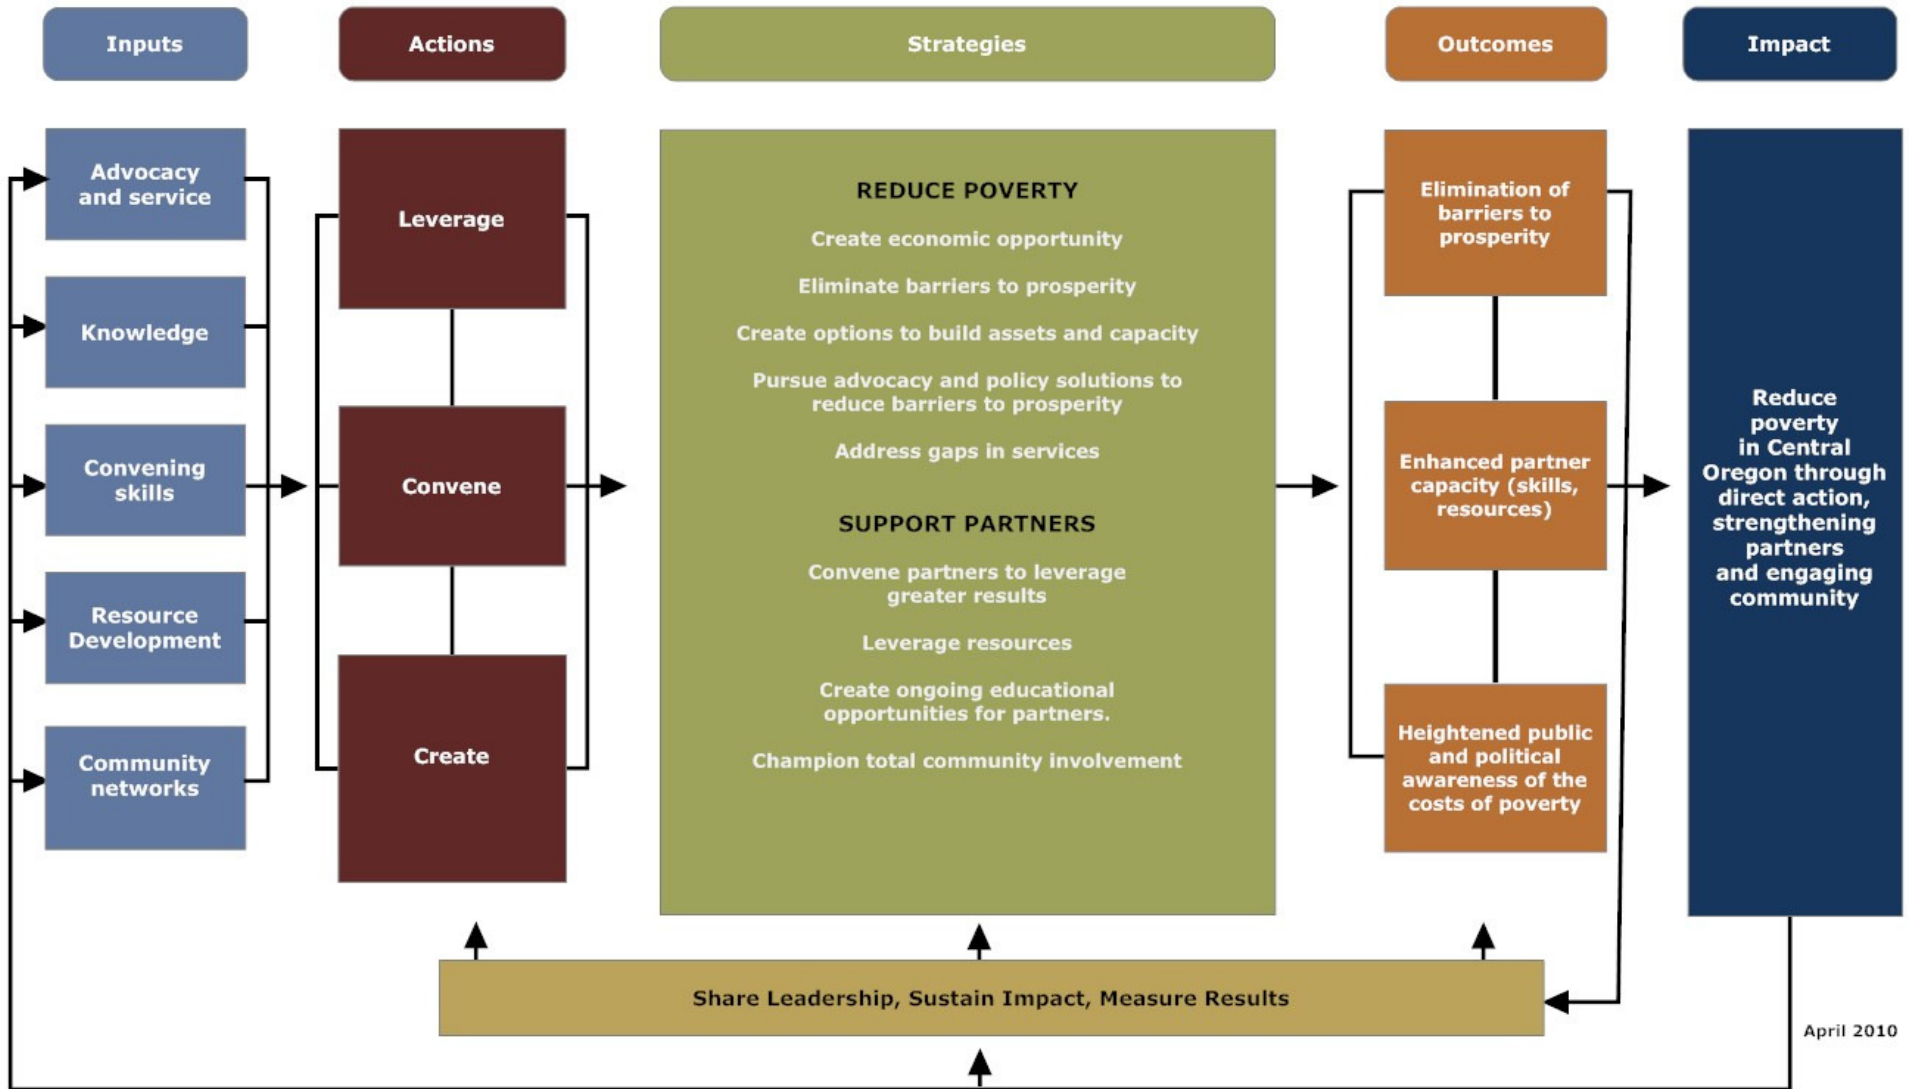 Inputs
Actions
Strategies
Outcomes
Impact
Advocacy
and service
Knowledge
Convening
skills
Resource
Development
Community
networks
Leverage
Convene
Create
REDUCE POVERTY
Create economic opportunity
Eliminate barriers to prosperity
Create options to build assets and capacity
Pursue advocacy and policy solutions to
reduce barriers to prosperity
Address gaps in services
SUPPORT PARTNERS
Convene partners to leverage
greater results
Leverage resources
Create ongoing educational
opportunities for partners.
Champion total community involvement
Elimination of
barriers to
prosperity
Enhanced partner
capacity (skills,
resources)
Heightened public
and political
awareness of the
costs of poverty
Reduce
poverty
in Central
Oregon through
direct action,
strengthening
partners
and engaging
community
Share Leadership, Sustain Impact, Measure Results
April 2010